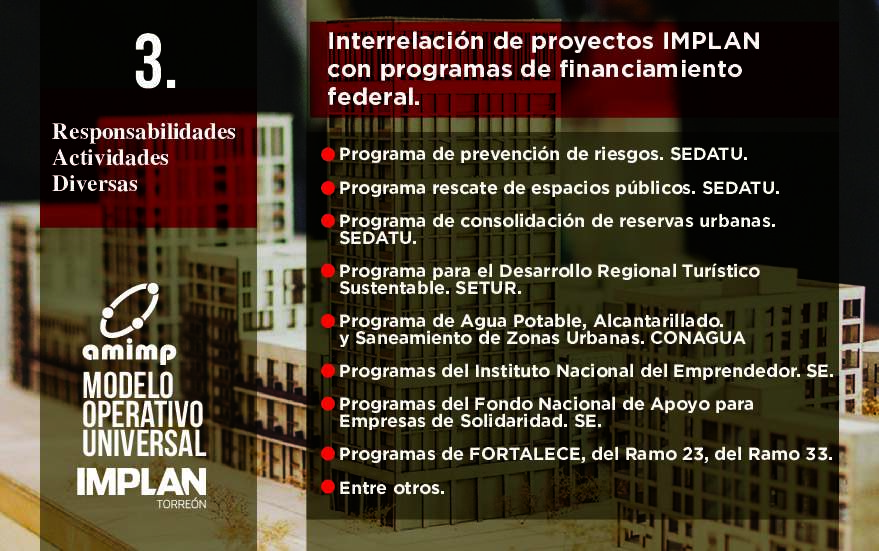 3.
Responsabilidades
Actividades
Diversas
amimp
MODELO
OPERATIVO
UNIVERSAL
IMPLAN
TORREÓN
Interrelación de proyectos IMPLAN
con programas de financiamiento
federal.
Programa de prevención de riesgos. SEDATU.
Programa rescate de espacios públicos. SEDATU.
Programa de consolidación de reservas urbanas.
SEDATU.
Programa para el Desarrollo Regional Turístico
Sustentable. SETUR.
Programa de Agua Potable, Alcantarillado.
y Saneamiento de Zonas Urbanas. CONAGUA
Programas del Instituto Nacional del Emprendedor. SE.
Programas del Fondo Nacional de Apoyo para
Empresas de Solidaridad. SE.
Programas de FORTALECE, del Ramo 23, del Ramo 33.
Entre otros.